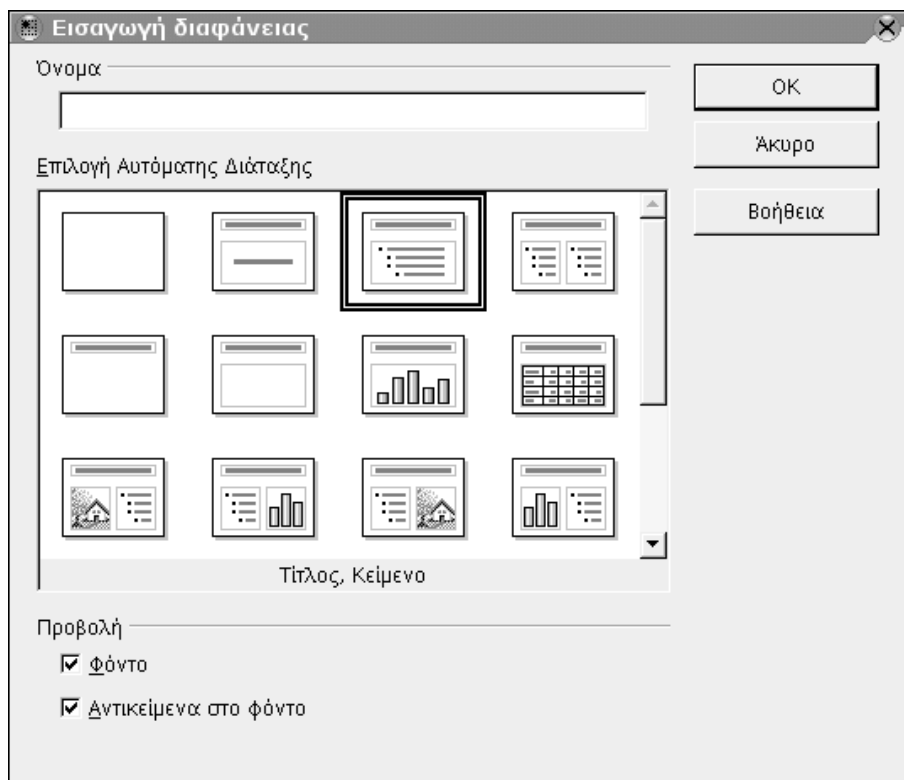 Εισαγωγή διαφάνειας
Όνομα
OK
Άκυρο
Επιλογή Αυτόματης Διάταξης
Βοήθεια
Τίτλος, Κείμενο
Προβολή
Φόντο
Αντικείμενα στο φόντο